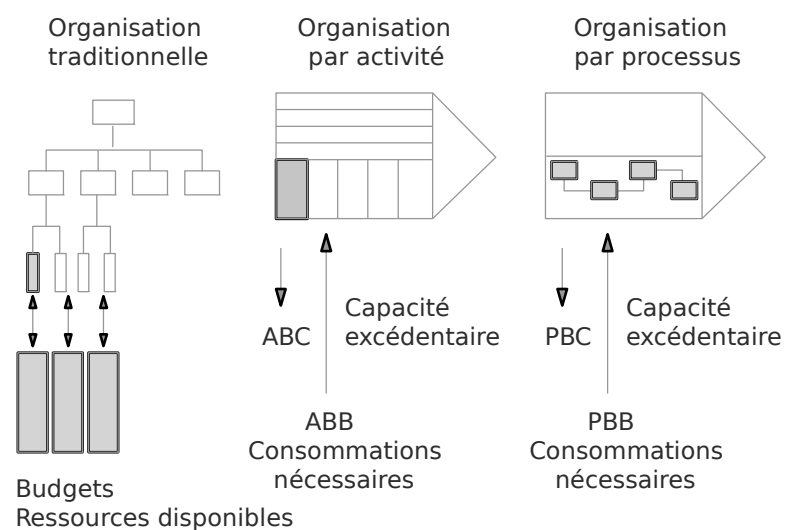 Organisation
traditionnelle
Organisation
par activité
Organisation
par processus
ABC
Capacité
excédentaire
PBC
Capacité
excédentaire
ABB
Consommations
nécessaires
PBB
Consommations
nécessaires
Budgets
Ressources disponibles